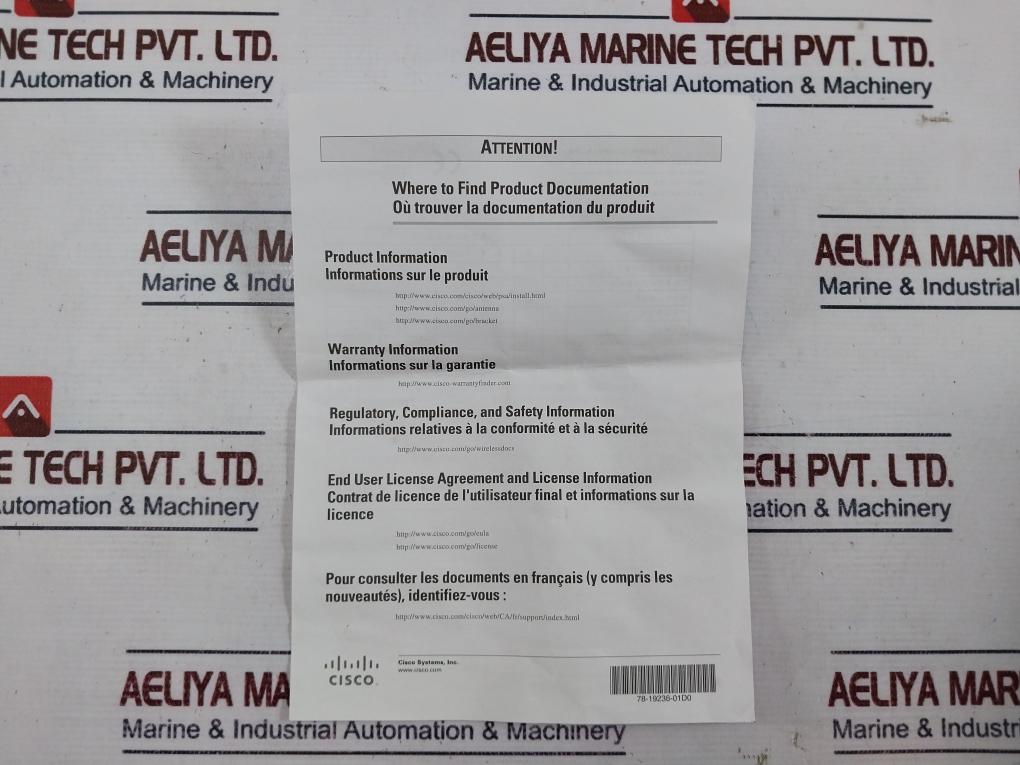 NE TECH PVT. LTD.
l Automation & Machinery
AELIYA MARINE TECH PVT. LTD.
Marine & Industrial Automation & Machinery
AELIYA MA
Marine & Indu
AELIYA MARIN
Marine & Industrial
E TECH PVT. LTD.
utomation & Machinery
ECH PVT. LTD.
ation & Machinery
AELIYA MA
Marine & Industrial Automation & Machinery
AELIYA MAR
Marine & Industri
ATTENTION!
Where to Find Product Documentation
Où trouver la documentation du produit
Product Information
Informations sur le produit
http://www.cisco.com/cisco/web/psa/install.html
http://www.cisco.com/go/antenna
http://www.cisco.com/go/bracket
Warranty Information
Informations sur la garantie
http://www.cisco-warrantyfinder.com
Regulatory, Compliance, and Safety Information
Informations relatives à la conformité et à la sécurité
http://www.cisco.com/go/wirelessdocs
End User License Agreement and License Information
Contrat de licence de l'utilisateur final et informations sur la
licence
http://www.cisco.com/go/eula
http://www.cisco.com/go/license
Pour consulter les documents en français (y compris les
nouveautés), identifiez-vous :
http://www.cisco.com/cisco/web/CA/fr/support/index.html
CISCO
Cisco Systems, Inc.
www.cisco.com
78-19236-01D0